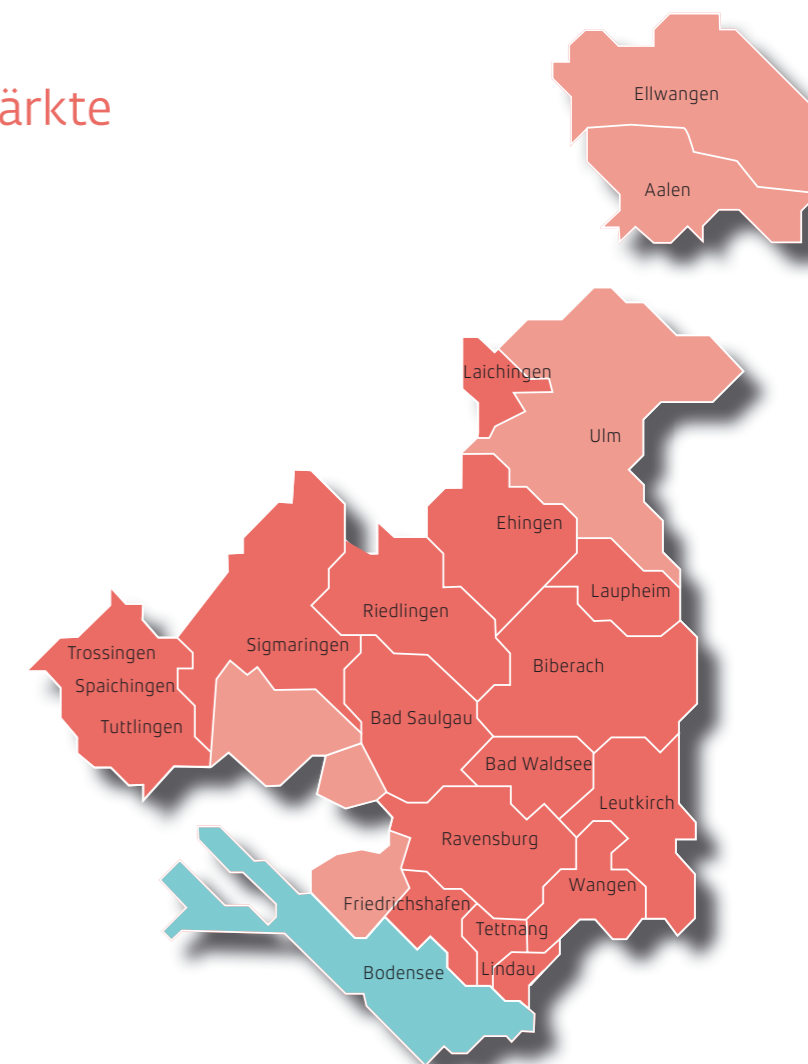 ärkte
Ellwangen
Aalen
Laichingen
Ulm
Ehingen
Laupheim
Riedlingen
Sigmaringen
Trossingen
Biberach
Spaichingen
Bad Saulgau
Tuttlingen
Bad Waldsee
Leutkirch
Ravensburg
Wangen
Friedrichshafen
Tettnang
Lindau
Bodensee